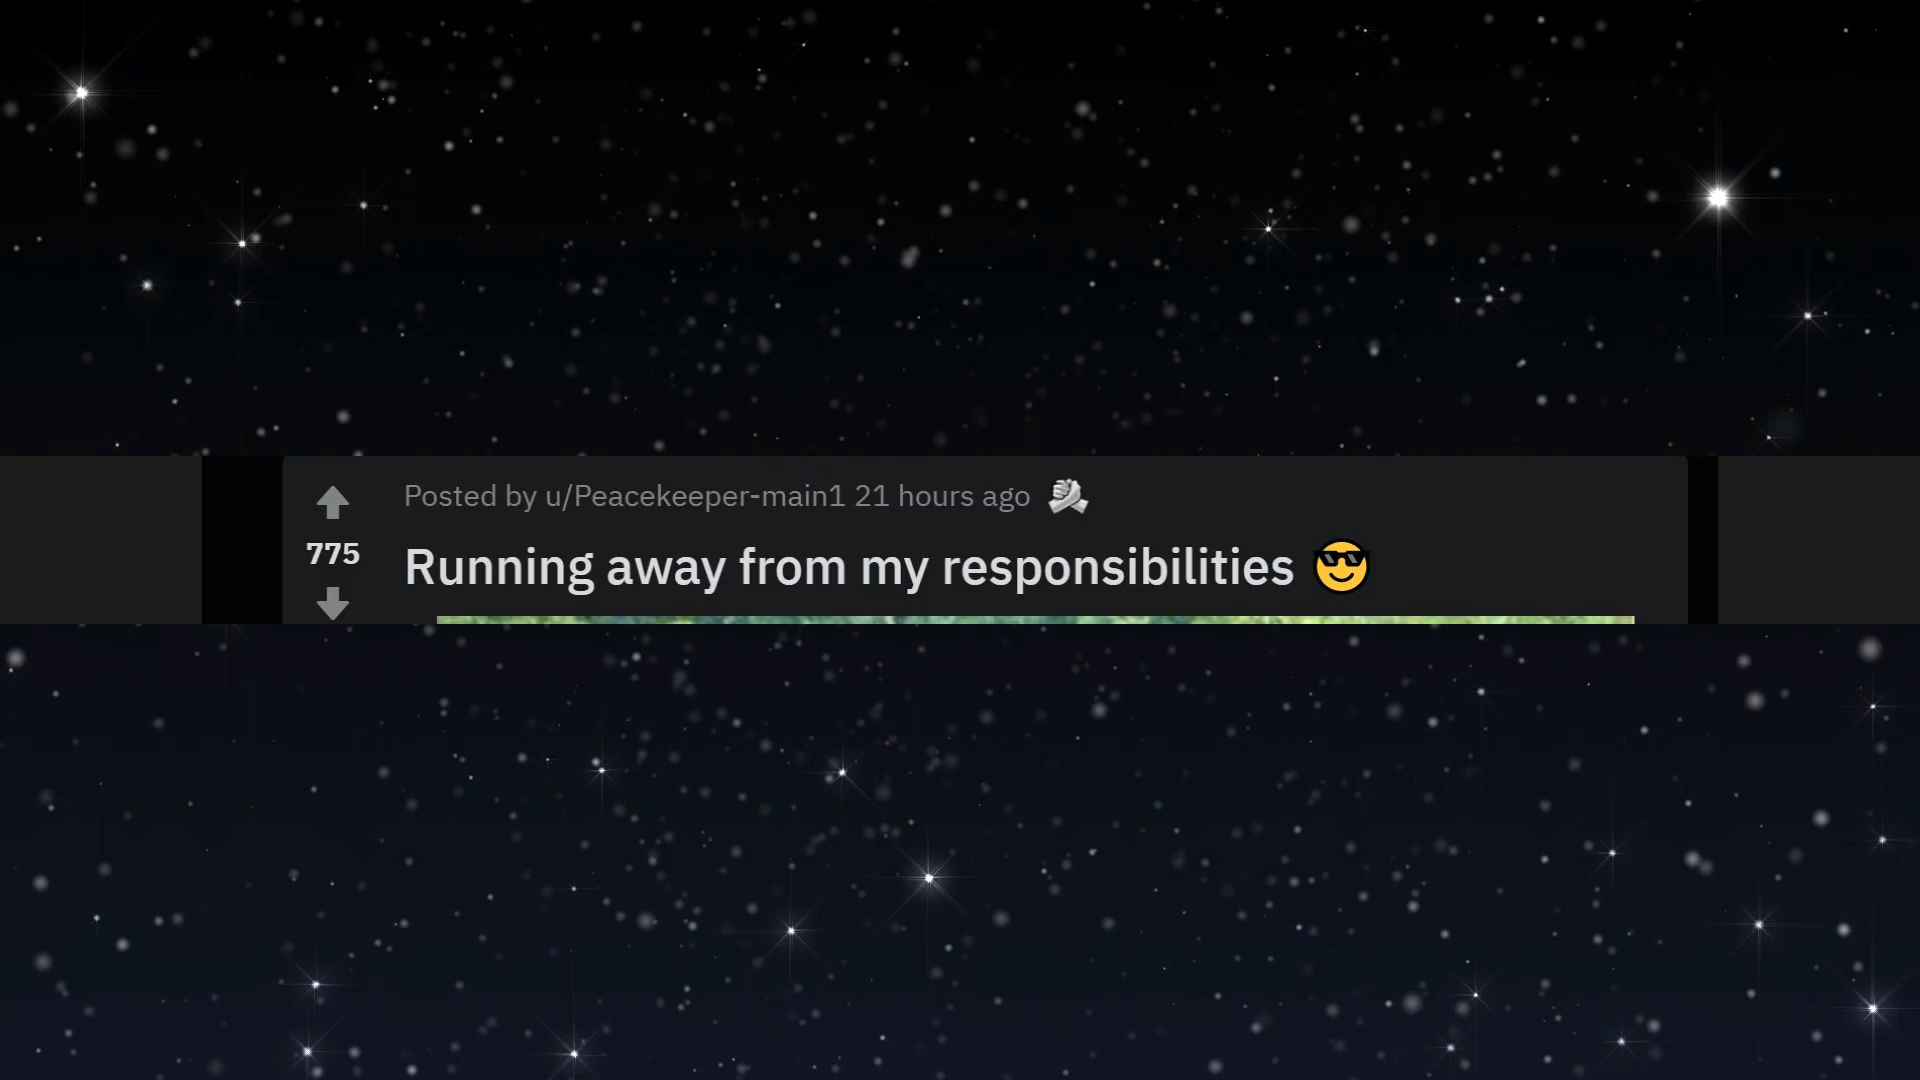 Posted by u/Peacekeeper-main1 21 hours ago
775
Running away from my responsibilities 😎